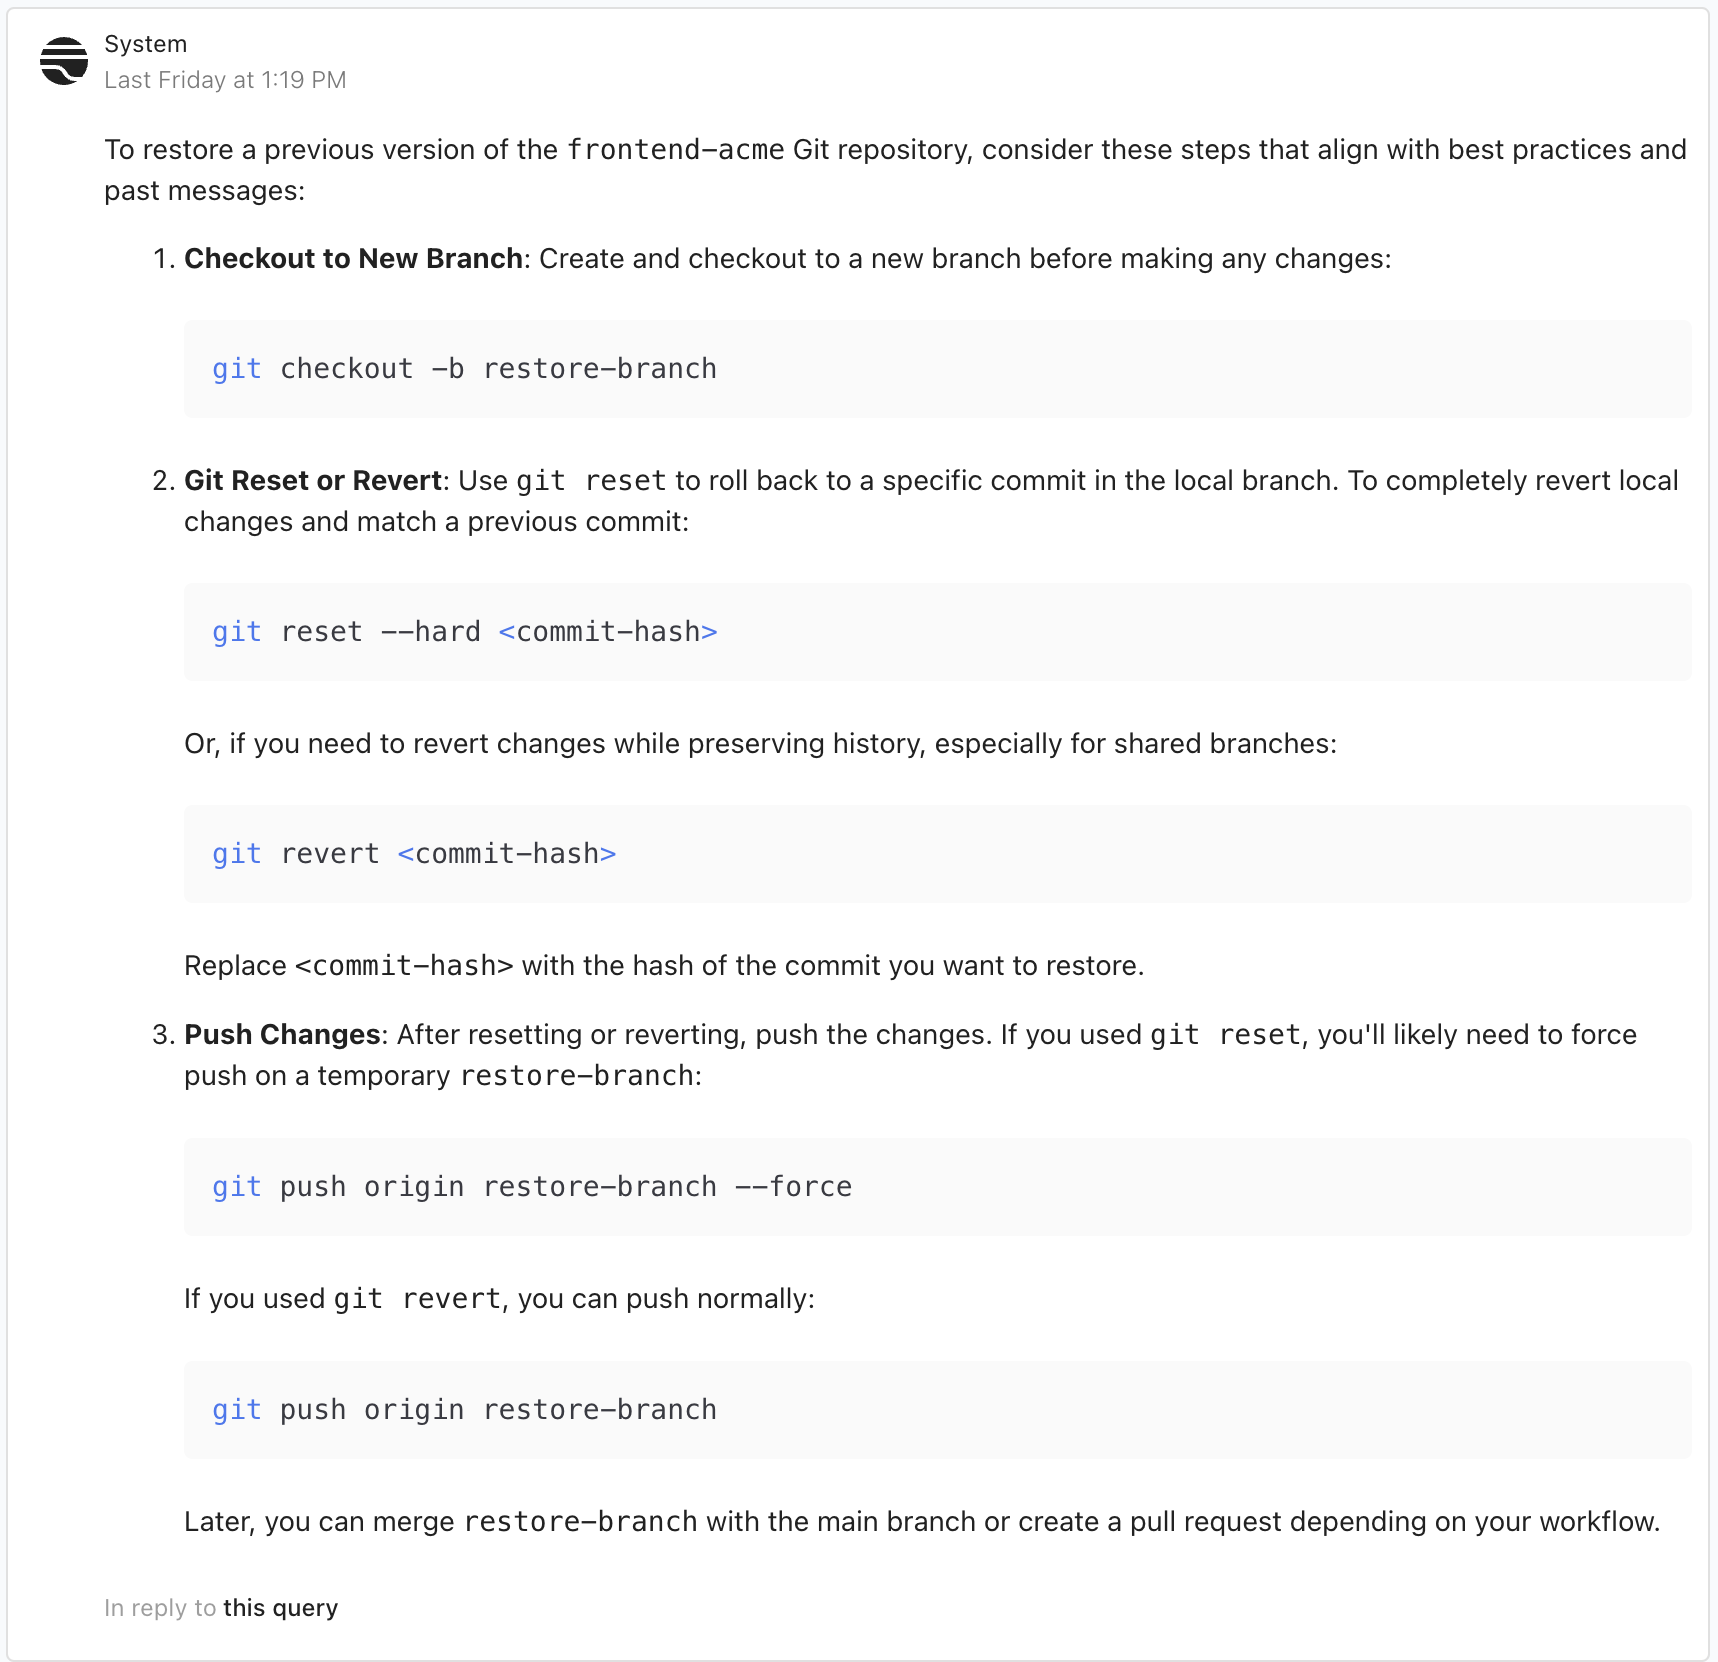 System
Last Friday at 1:19 PM
To restore a previous version of the frontend-acme Git repository, consider these steps that align with best practices and
past messages:
1. Checkout to New Branch: Create and checkout to a new branch before making any changes:
git checkout -b restore-branch
2. Git Reset or Revert: Use git reset to roll back to a specific commit in the local branch. To completely revert local
changes and match a previous commit:
git reset --hard <commit-hash>
Or, if you need to revert changes while preserving history, especially for shared branches:
git revert <commit-hash>
Replace <commit-hash> with the hash of the commit you want to restore.
3. Push Changes: After resetting or reverting, push the changes. If you used git reset, you'll likely need to force
push on a temporary restore-branch:
git push origin restore-branch --force
If you used git revert, you can push normally:
git push origin restore-branch
Later, you can merge restore-branch with the main branch or create a pull request depending on your workflow.
In reply to this query